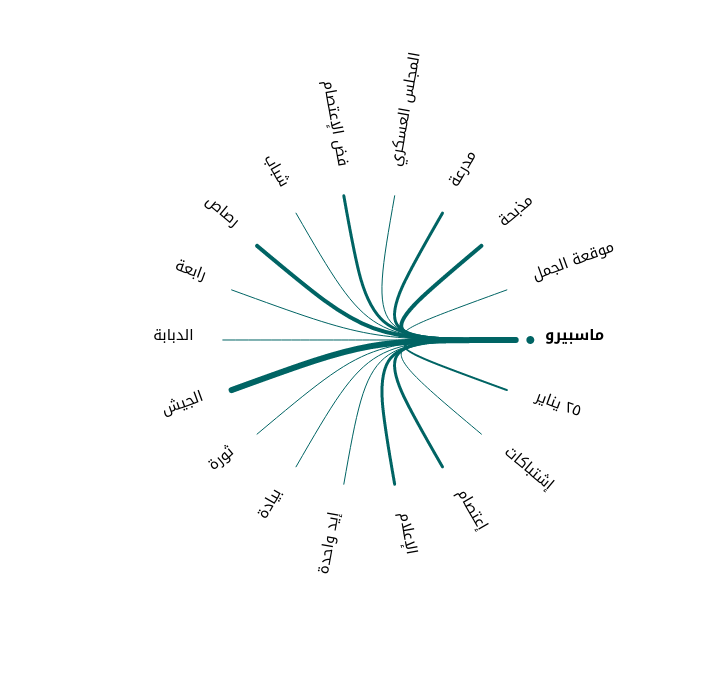 المجلس العسكري
مدرعة
مذبحة
موقعة الجمل
ماسبيرو
٢٥ يناير
إشتباكات
إعتصام
الإعلام
إيد واحدة
بيادة
ثورة
الجيش
الدبابة
رابعة
رصاص
شباب
فض الإعتصام